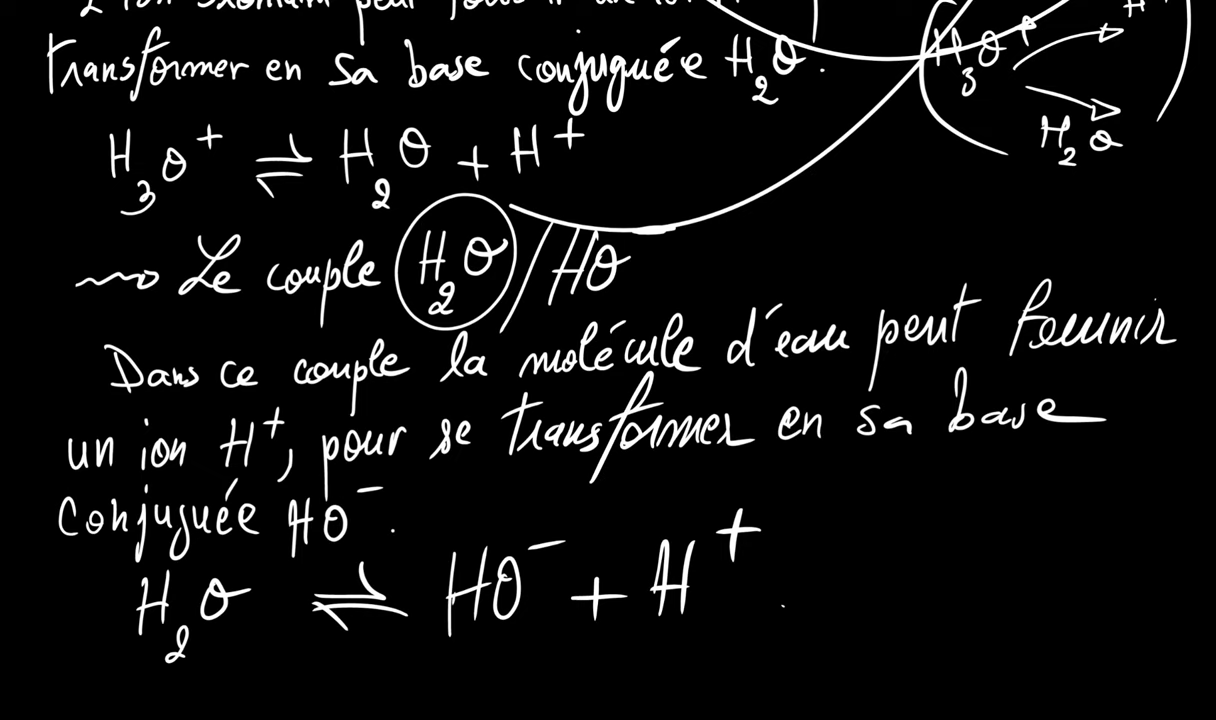 transformer en sa base conjuguée H₂O.
H₃O⁺
H₂O
H₃O⁺ ⇌ H₂O + H⁺
Le couple H₂O / HO
Dans ce couple la molécule d'eau peut fournir
un ion H⁺, pour se transformer en sa base
conjuguée HO⁻.
H₂O ⇌ HO⁻ + H⁺